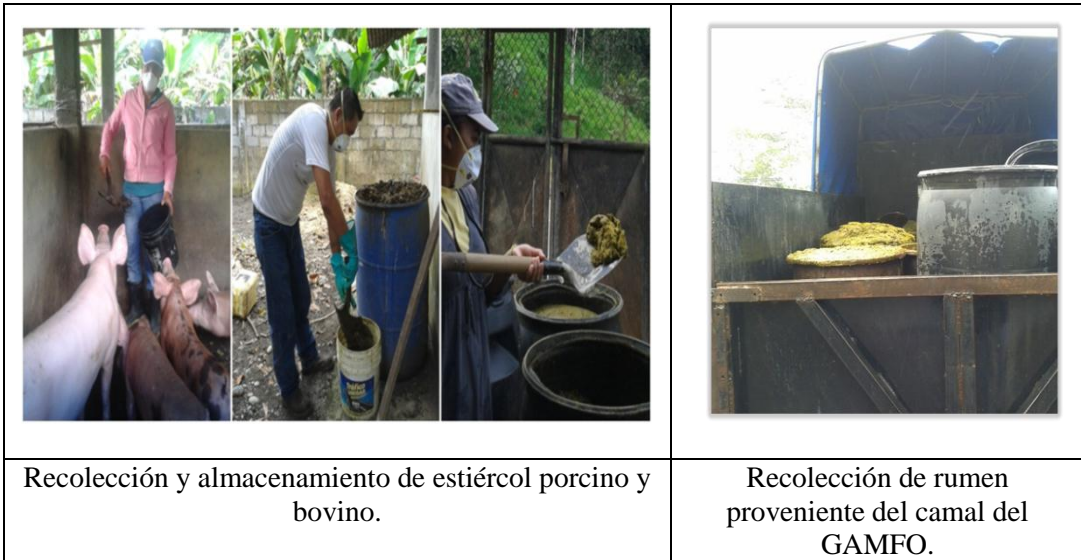 Recolección y almacenamiento de estiércol porcino y
bovino.
Recolección de rumen
proveniente del camal del
GAMFO.